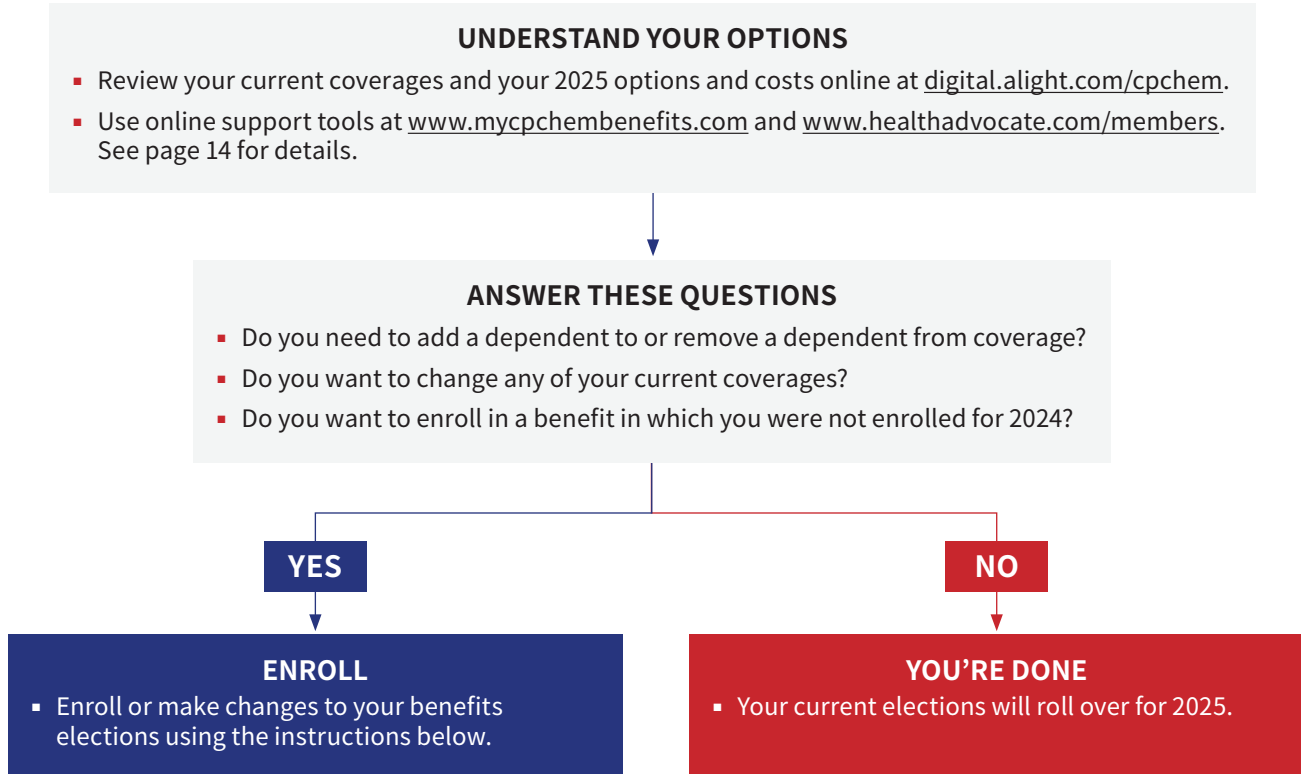 UNDERSTAND YOUR OPTIONS
▪ Review your current coverages and your 2025 options and costs online at digital.alight.com/cpchem.
▪ Use online support tools at www.mycpchembenefits.com and www.healthadvocate.com/members.
See page 14 for details.
ANSWER THESE QUESTIONS
▪ Do you need to add a dependent to or remove a dependent from coverage?
▪ Do you want to change any of your current coverages?
▪ Do you want to enroll in a benefit in which you were not enrolled for 2024?
YES
NO
ENROLL
▪ Enroll or make changes to your benefits
elections using the instructions below.
YOU’RE DONE
▪ Your current elections will roll over for 2025.